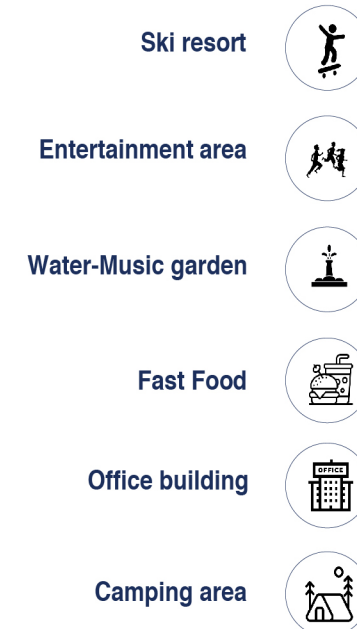 Ski resort
Entertainment area
Water-Music garden
Fast Food
Office building
OFFICE
Camping area